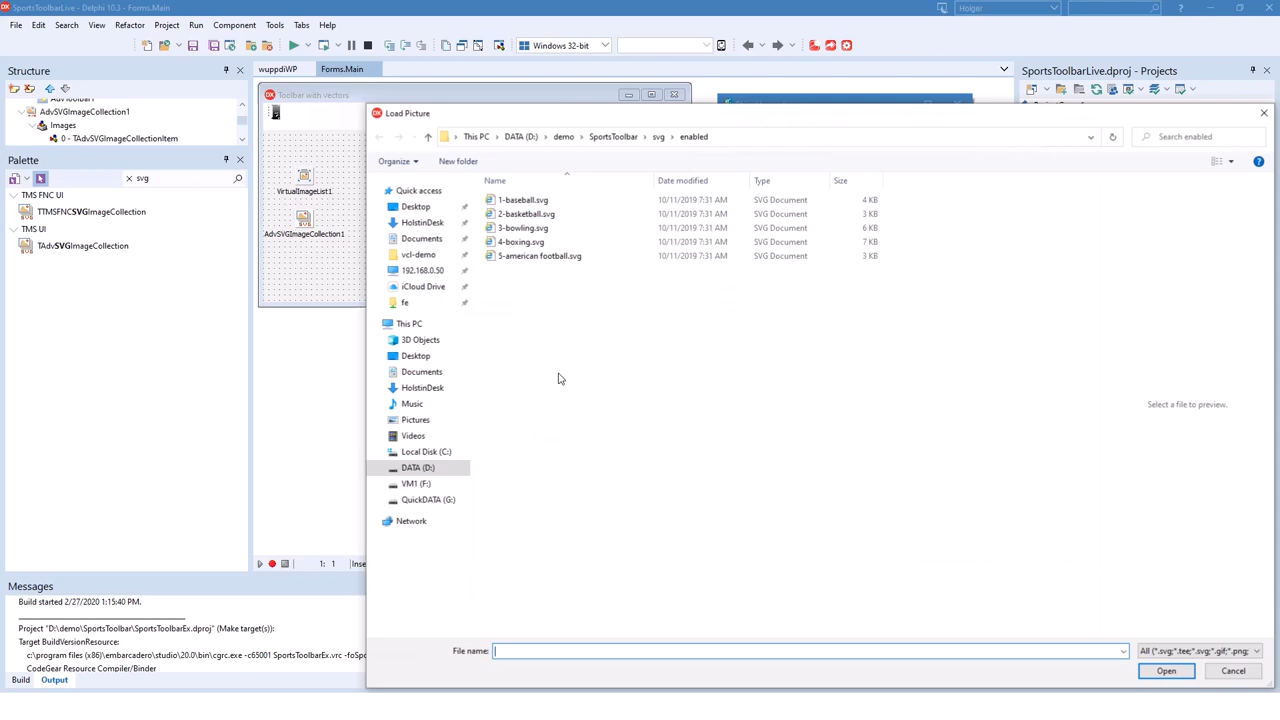 SportsToolbarLive - Delphi 10.3 - Forms.Main
Holger
File Edit Search View Refactor Project Run Component Tools Tabs Help
Windows 32-bit
Structure
AdvToolBar1
AdvSVGImageCollection1
Images
0 - TAdvSVGImageCollectionItem
Palette
svg
TMS FNC UI
TTMSFNCSVGImageCollection
TMS UI
TAdvSVGImageCollection
wuppdiWP
Forms.Main
Toolbar with vectors
VirtualImageList1
AdvSVGImageCollection1
1: 1
SportsToolbarLive.dproj - Projects
Load Picture
This PC > DATA (D:) > demo > SportsToolbar > svg > enabled
Search enabled
Organize
New folder
Name Date modified Type Size
1-baseball.svg 10/11/2019 7:31 AM SVG Document 4 KB
2-basketball.svg 10/11/2019 7:31 AM SVG Document 3 KB
3-bowling.svg 10/11/2019 7:31 AM SVG Document 6 KB
4-boxing.svg 10/11/2019 7:31 AM SVG Document 7 KB
5-american football.svg 10/11/2019 7:31 AM SVG Document 3 KB
Quick access
Desktop
HolstinDesk
Documents
vcl-demo
192.168.0.50
iCloud Drive
fe
This PC
3D Objects
Desktop
Documents
HolstinDesk
Music
Pictures
Videos
Local Disk (C:)
DATA (D:)
VM1 (F:)
QuickDATA (G:)
Network
Select a file to preview.
File name:
All (*.svg;*.tee;*.svg;*.gif;*.png;
Open
Cancel
Messages
Build started 2/27/2020 1:15:40 PM.
Project "D:\demo\SportsToolbar\SportsToolbarEx.dproj" (Make target(s)):
Target BuildVersionResource:
c:\program files (x86)\embarcadero\studio\20.0\bin\cgrc.exe -c65001 SportsToolbarEx.vrc -foSpo
CodeGear Resource Compiler/Binder
Build Output